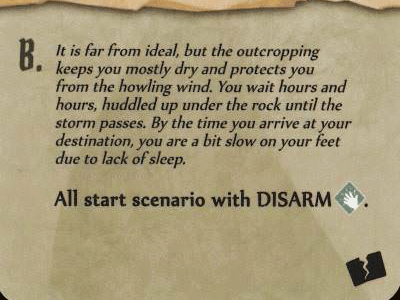 B. It is far from ideal, but the outcropping
keeps you mostly dry and protects you
from the howling wind. You wait hours and
hours, huddled up under the rock until the
storm passes. By the time you arrive at your
destination, you are a bit slow on your feet
due to lack of sleep.
All start scenario with DISARM.